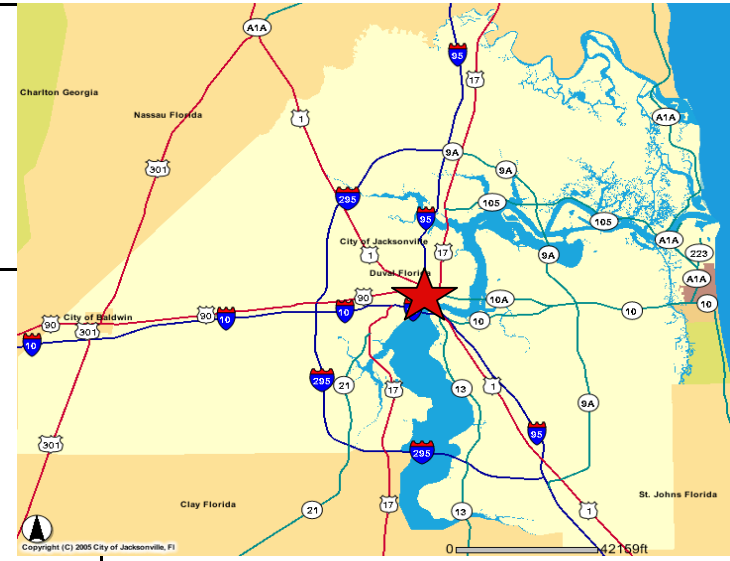 A1A
95
17
Charlton Georgia
Nassau Florida
1
A1A
9A
301
9A
295
105
95
105
City of Jacksonville
A1A
1
17
9A
223
Duval Florida
A1A
90
10A
10
90
10
10
10
City of Baldwin
90
301
10
10
295
21
17
13
1
9A
95
301
295
Clay Florida
St. Johns Florida
17
21
13
1
Copyright (C) 2005 City of Jacksonville, Fl
0
42159ft